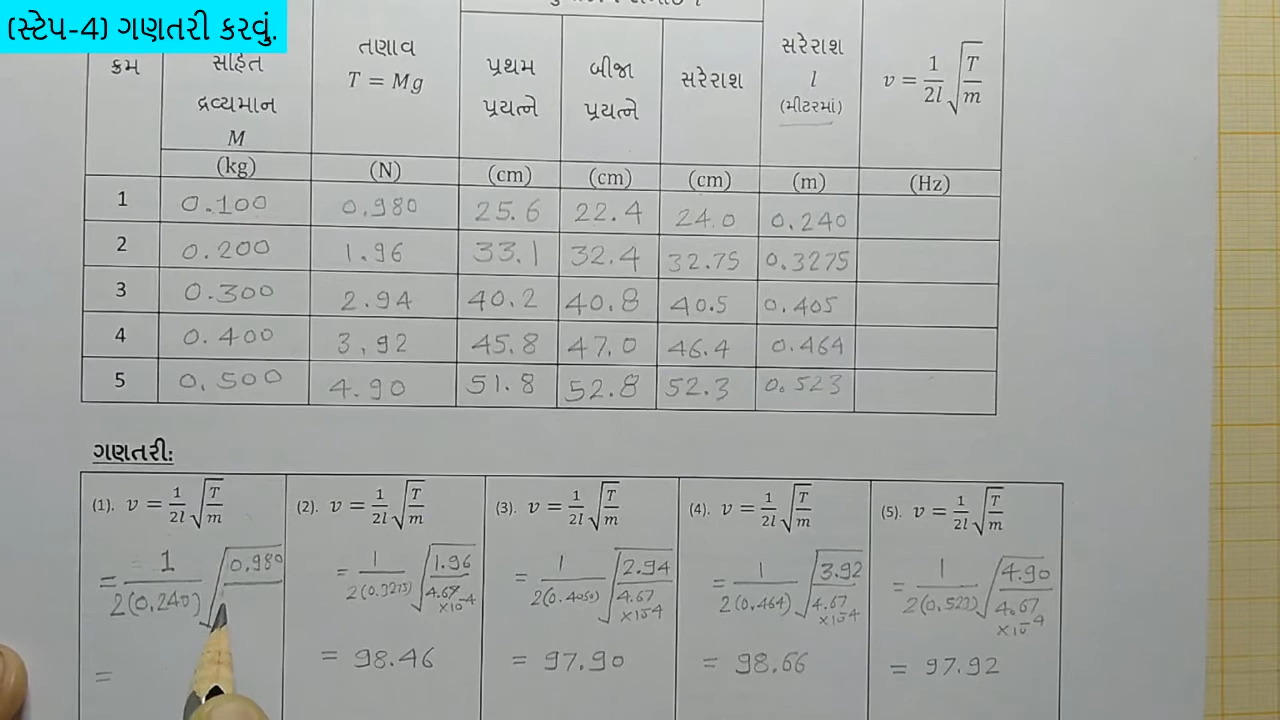 (સ્ટેપ-4) ગણતરી કરવું.
ક્રમ
સહિત
દ્રવ્યમાન
M
(kg)
તણાવ
T = Mg
(N)
પ્રથમ
પ્રયત્ને
(cm)
બીજા
પ્રયત્ને
(cm)
સરેરાશ
(cm)
સરેરાશ
l
(મીટરમાં)
(m)
v = 1/2l √T/m
(Hz)
1 0.100 0.980 25.6 22.4 24.0 0.240
2 0.200 1.96 33.1 32.4 32.75 0.3275
3 0.300 2.94 40.2 40.8 40.5 0.405
4 0.400 3.92 45.8 47.0 46.4 0.464
5 0.500 4.90 51.8 52.8 52.3 0.523
ગણતરી:
(1). v = 1/2l √T/m
= 1/2(0.240) √0.980
=
(2). v = 1/2l √T/m
= 1/2(0.3275) √1.96/4.67×10⁻⁴
= 98.46
(3). v = 1/2l √T/m
= 1/2(0.4050) √2.94/4.67×10⁻⁴
= 97.90
(4). v = 1/2l √T/m
= 1/2(0.464) √3.92/4.67×10⁻⁴
= 98.66
(5). v = 1/2l √T/m
= 1/2(0.523) √4.90/4.67×10⁻⁴
= 97.92